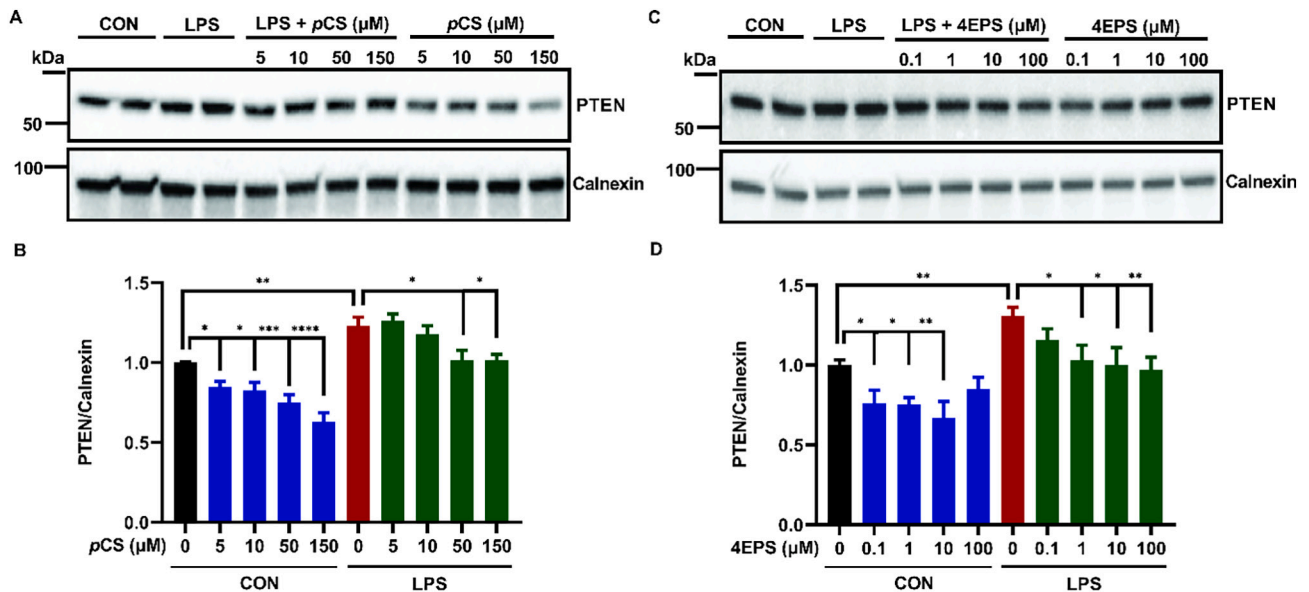 A
CON LPS LPS + pCS (µM) pCS (µM)
kDa 5 10 50 150 5 10 50 150
PTEN
50
100
Calnexin
C
CON LPS LPS + 4EPS (µM) 4EPS (µM)
kDa 0.1 1 10 100 0.1 1 10 100
PTEN
50
100
Calnexin
B
PTEN/Calnexin
1.5
1.0
0.5
0.0
** * *
* * *** ****
pCS (µM) 0 5 10 50 150 0 5 10 50 150
CON LPS
D
PTEN/Calnexin
1.5
1.0
0.5
0.0
** * * **
* * **
4EPS (µM) 0 0.1 1 10 100 0 0.1 1 10 100
CON LPS